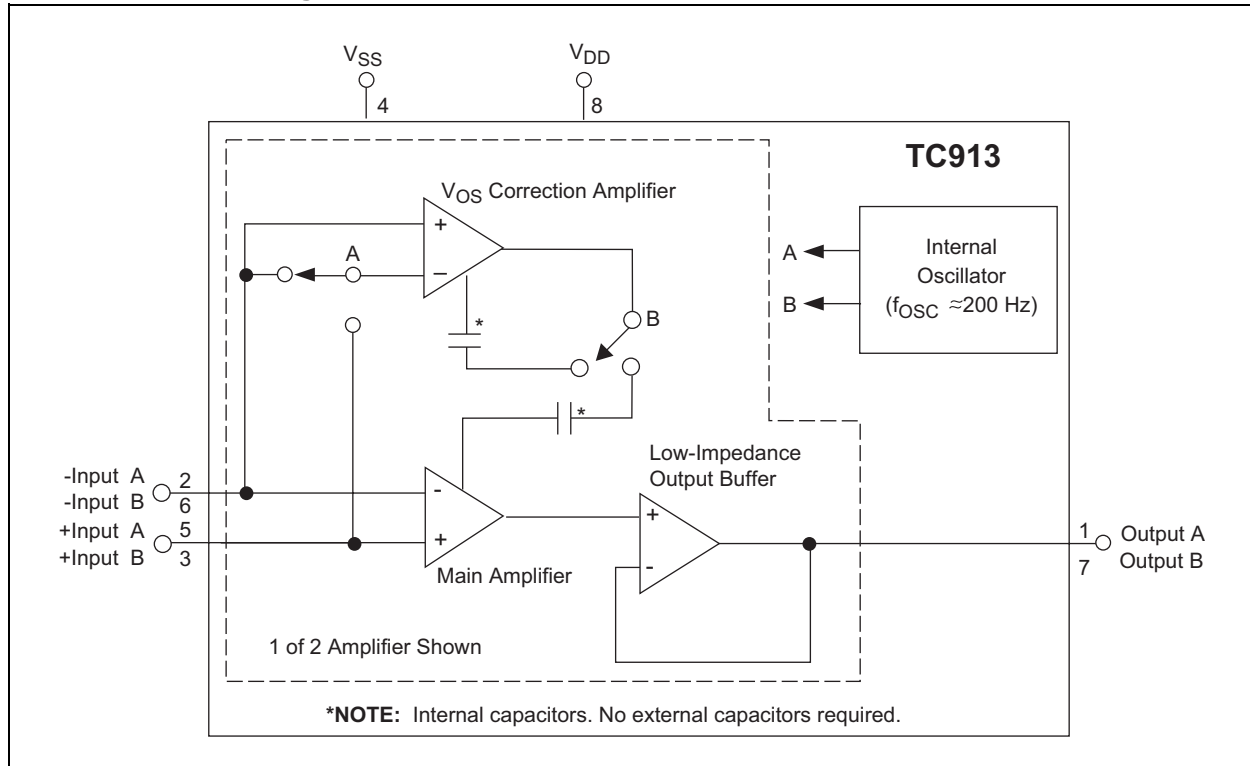 VSS
4
VDD
8
TC913
VOS Correction Amplifier
+
–
A
*
B
*
A
B
Internal
Oscillator
(fOSC ≈200 Hz)
-Input A
2
-Input B
6
+Input A
5
+Input B
3
-
+
Main Amplifier
Low-Impedance
Output Buffer
+
-
1
Output A
7
Output B
1 of 2 Amplifier Shown
*NOTE: Internal capacitors. No external capacitors required.